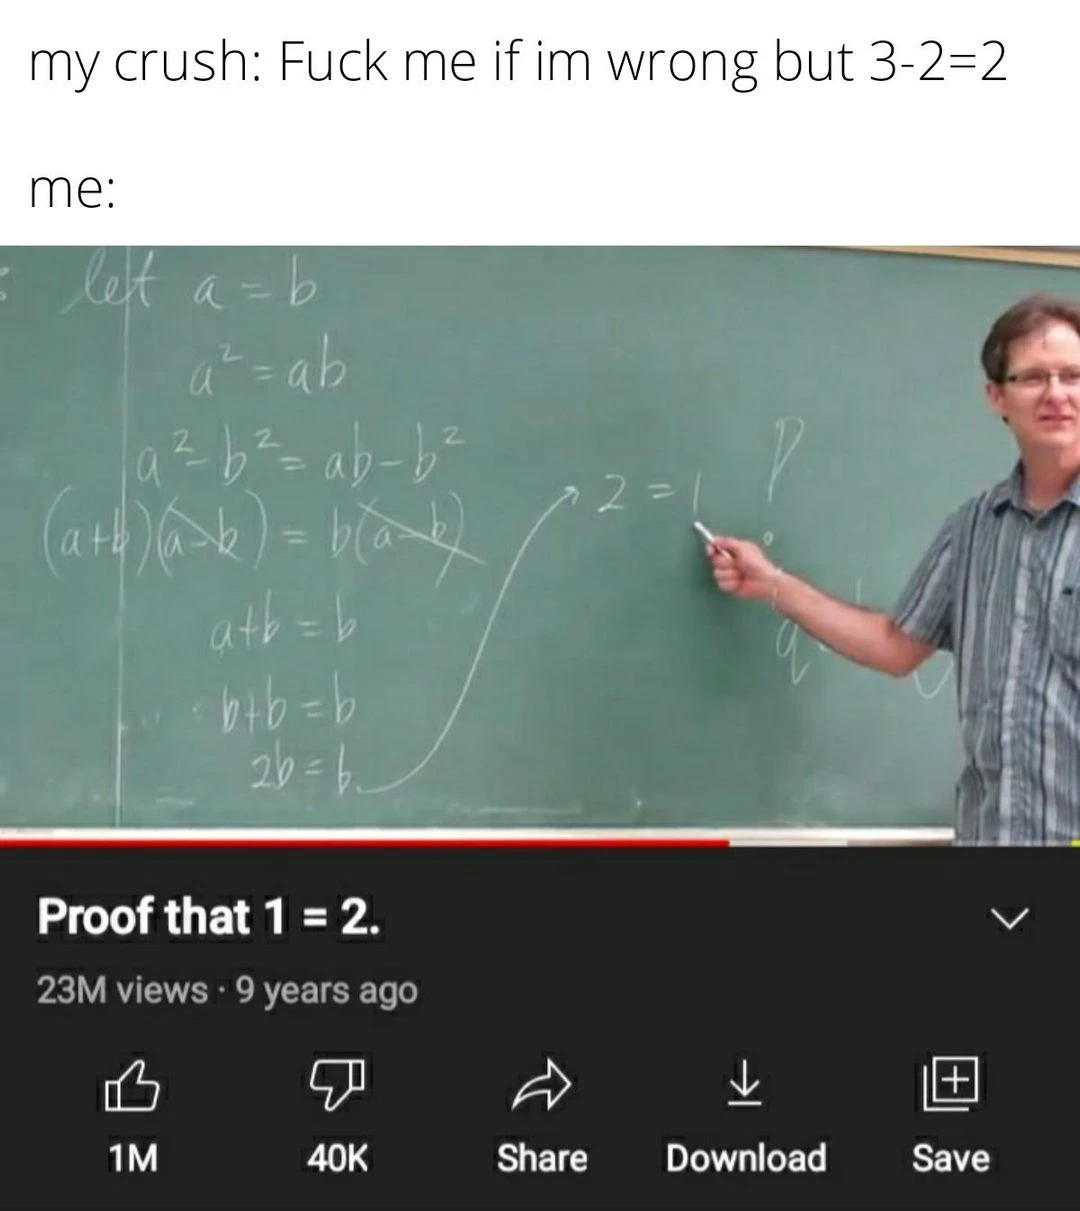 my crush: Fuck me if im wrong but 3-2=2
me:
let a = b
a² = ab
a²-b² = ab-b²
(a+b)(a-b) = b(a-b)
a+b = b
b+b = b
2b = b
2 = 1
Proof that 1 = 2.
23M views · 9 years ago
1M
40K
Share
Download
Save